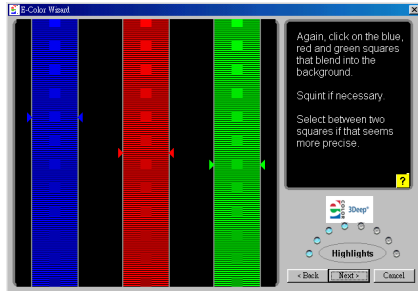 E-Color Wizard
Again, click on the blue,
red and green squares
that blend into the
background.
Squint if necessary.
Select between two
squares if that seems
more precise.
?
COLOR
3Deep
Highlights
< Back
Next >
Cancel